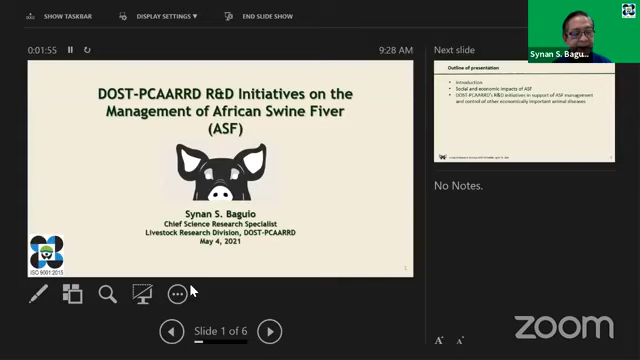 SHOW TASKBAR
DISPLAY SETTINGS ▼
END SLIDE SHOW
0:01:55
9:28 AM
DOST-PCAARRD R&D Initiatives on the
Management of African Swine Fiver
(ASF)
Synan S. Baguio
Chief Science Research Specialist
Livestock Research Division, DOST-PCAARRD
May 4, 2021
ISO 9001:2015
1
Slide 1 of 6
Next slide
Outline of presentation
Introduction
Social and economic impacts of ASF
DOST-PCAARRD's R&D initiatives in support of ASF management
and control of other economically important animal diseases
No Notes.
Synan S. Bagu...
zoom